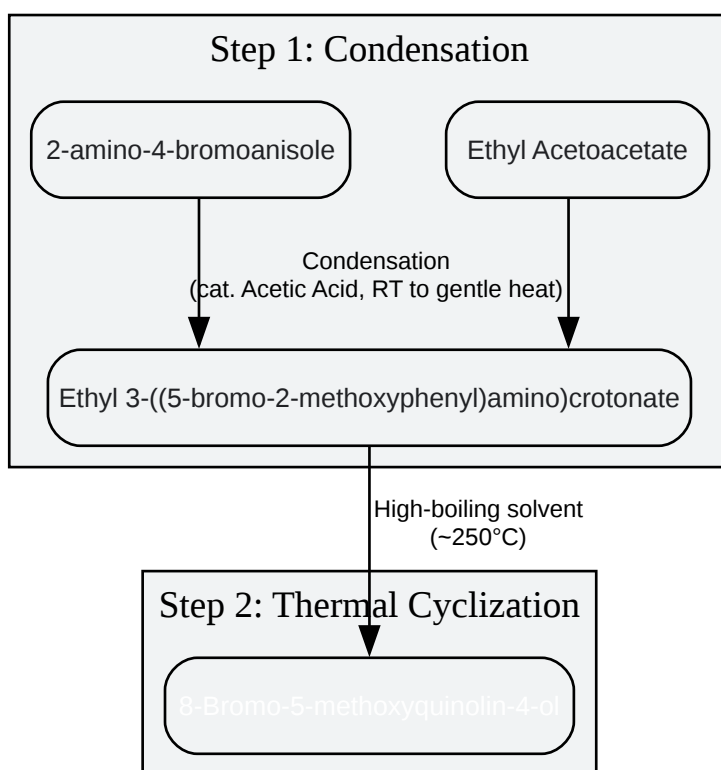 Step 1: Condensation
2-amino-4-bromoanisole
Ethyl Acetoacetate
Condensation
(cat. Acetic Acid, RT to gentle heat)
Ethyl 3-((5-bromo-2-methoxyphenyl)amino)crotonate
High-boiling solvent
(~250°C)
Step 2: Thermal Cyclization
8-Bromo-5-methoxyquinolin-4-ol